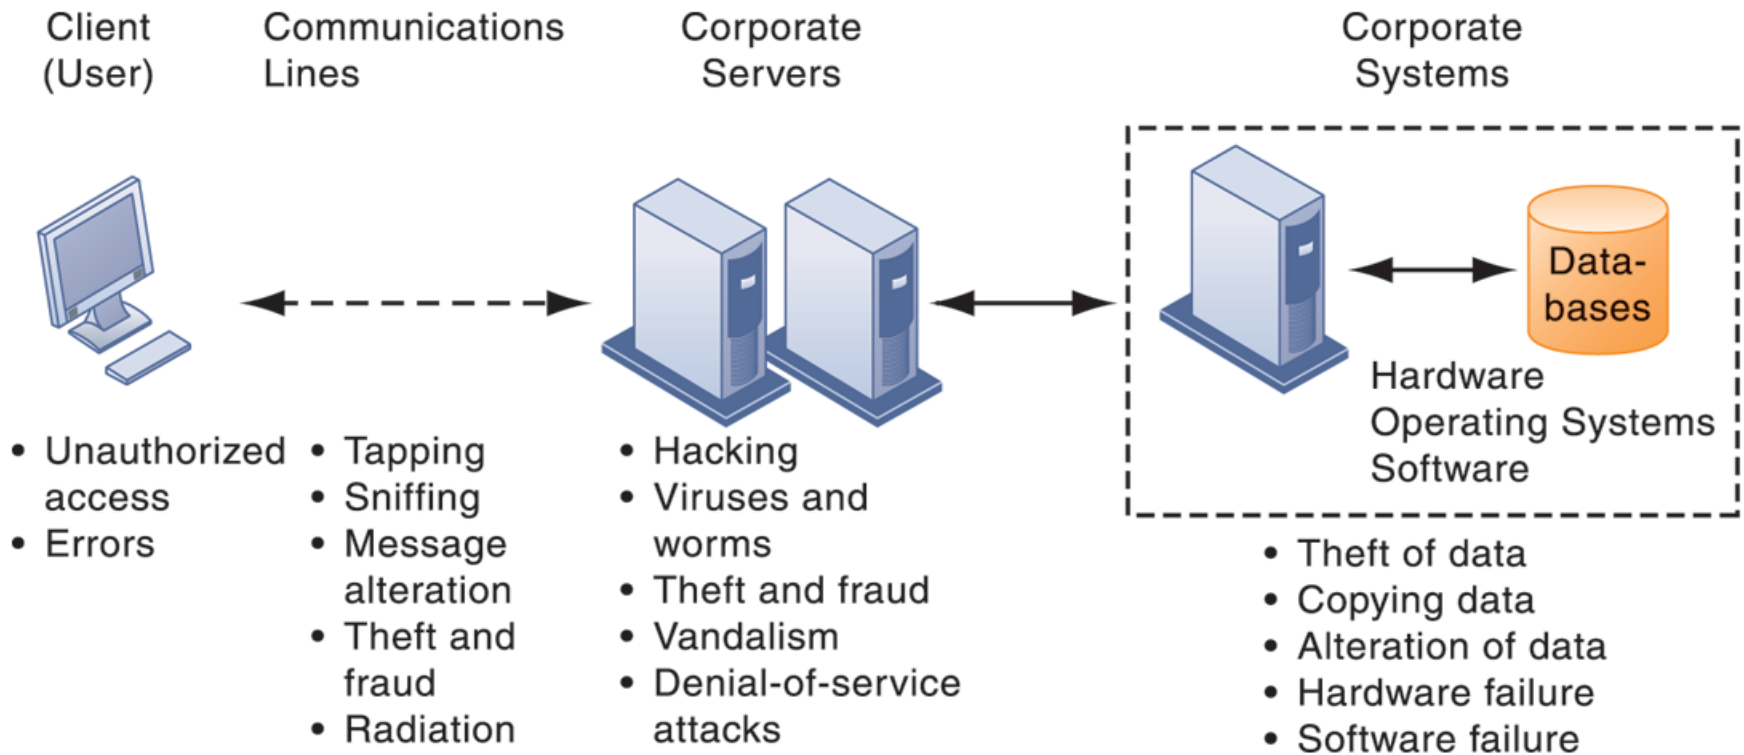 Client
(User)
Communications
Lines
Corporate
Servers
Corporate
Systems
Data-
bases
Hardware
Operating Systems
Software
• Unauthorized
access
• Errors
• Tapping
• Sniffing
• Message
alteration
• Theft and
fraud
• Radiation
• Hacking
• Viruses and
worms
• Theft and fraud
• Vandalism
• Denial-of-service
attacks
• Theft of data
• Copying data
• Alteration of data
• Hardware failure
• Software failure